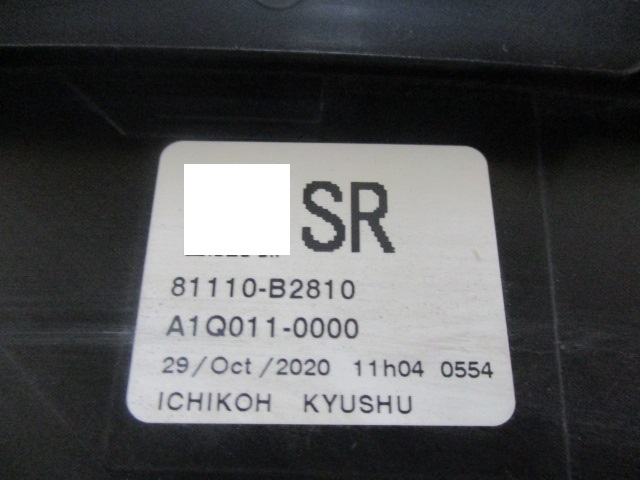 SR
81110-B2810
A1Q011-0000
29/Oct/2020 11h04 0554
ICHIKOH KYUSHU